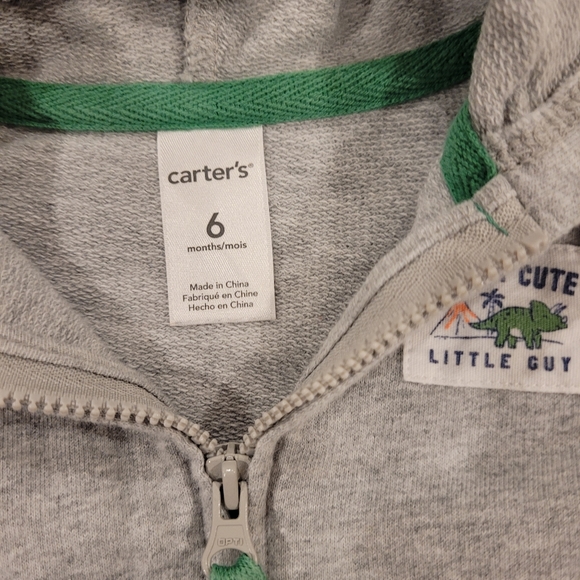 carter's®
6
months/mois
Made in China
Fabriqué en Chine
Hecho en China
CUTE
LITTLE GUY